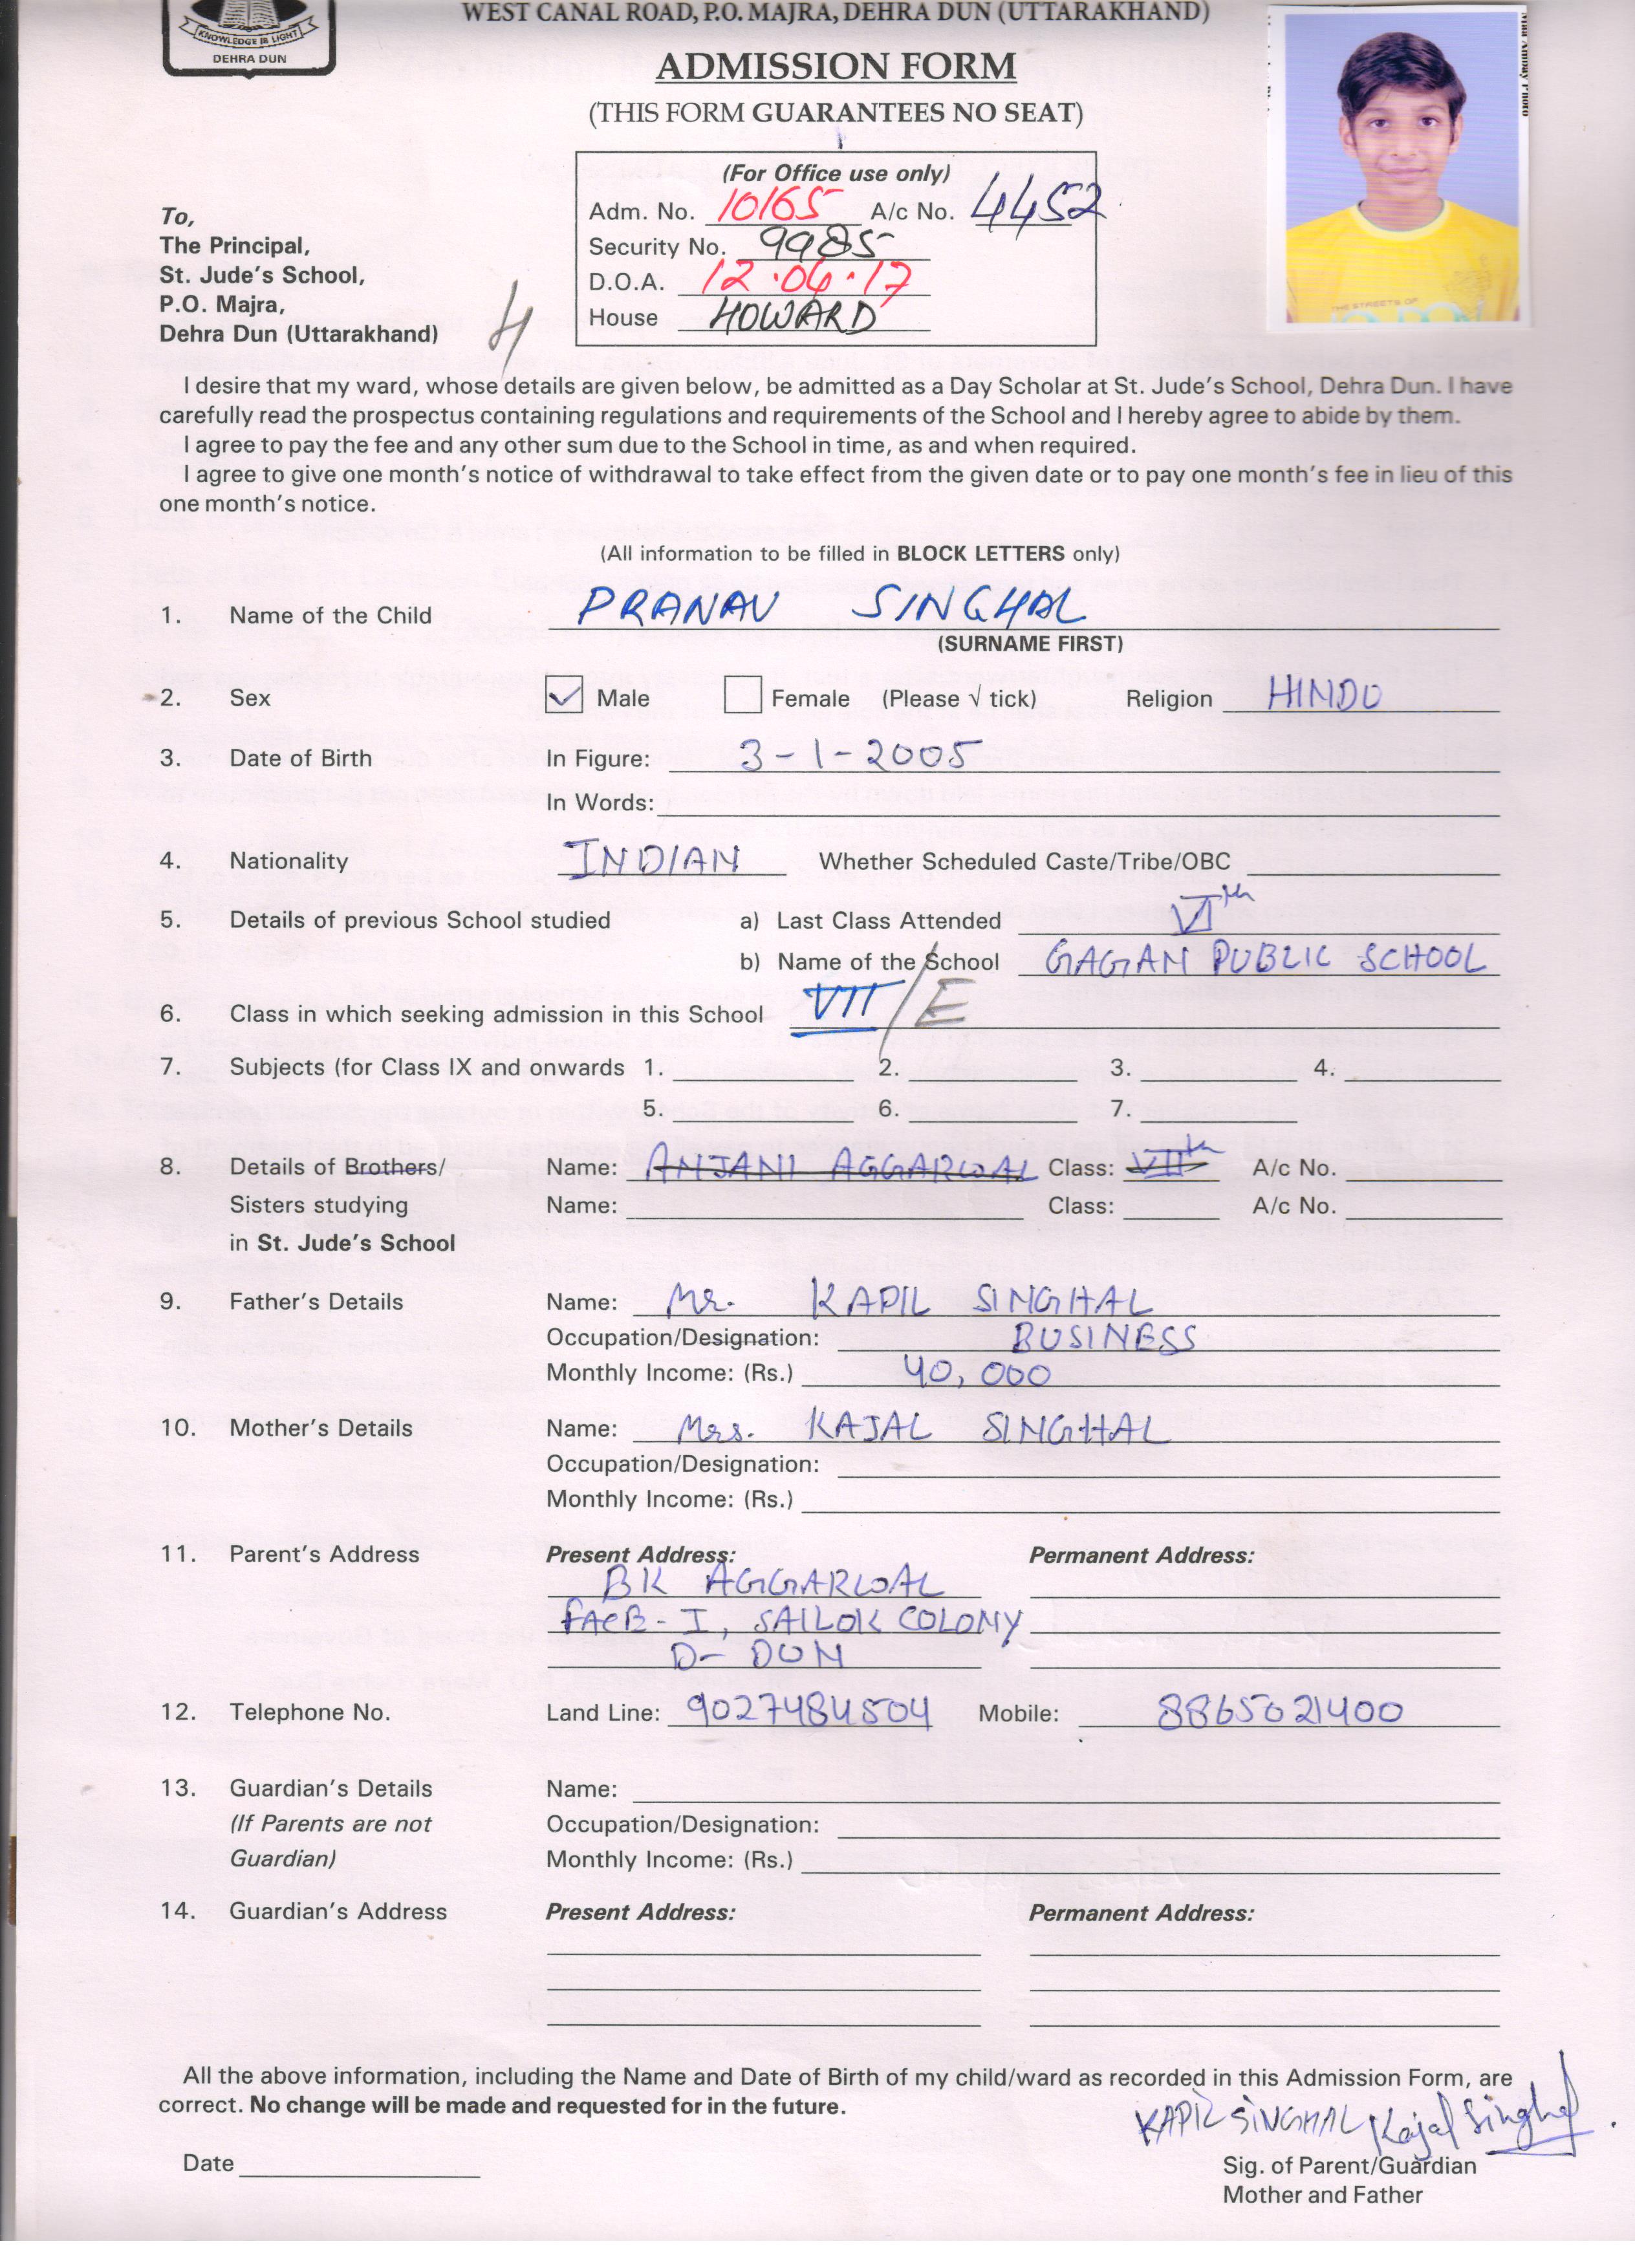 WEST CANAL ROAD, P.O. MAJRA, DEHRA DUN (UTTARAKHAND)
KNOWLEDGE IS LIGHT
DEHRA DUN
ADMISSION FORM
(THIS FORM GUARANTEES NO SEAT)
(For Office use only)
Adm. No. 10165 A/c No. 4452
Security No. 9985
D.O.A. 12.04.17
House HOWARD
To,
The Principal,
St. Jude's School,
P.O. Majra,
Dehra Dun (Uttarakhand)
H
THE STREETS OF
I desire that my ward, whose details are given below, be admitted as a Day Scholar at St. Jude's School, Dehra Dun. I have
carefully read the prospectus containing regulations and requirements of the School and I hereby agree to abide by them.
I agree to pay the fee and any other sum due to the School in time, as and when required.
I agree to give one month's notice of withdrawal to take effect from the given date or to pay one month's fee in lieu of this
one month's notice.
(All information to be filled in BLOCK LETTERS only)
1. Name of the Child PRANAV SINGHAL
(SURNAME FIRST)
2. Sex ✓ Male Female (Please √ tick) Religion HINDU
3. Date of Birth In Figure: 3-1-2005
In Words:
4. Nationality INDIAN Whether Scheduled Caste/Tribe/OBC
5. Details of previous School studied a) Last Class Attended VIth
b) Name of the School GAGAN PUBLIC SCHOOL
6. Class in which seeking admission in this School VII/E
7. Subjects (for Class IX and onwards 1. 2. 3. 4.
5. 6. 7.
8. Details of Brothers/ Name: ANJANI AGGARWAL Class: VIIth A/c No.
Sisters studying Name: Class: A/c No.
in St. Jude's School
9. Father's Details Name: Mr. KAPIL SINGHAL
Occupation/Designation: BUSINESS
Monthly Income: (Rs.) 40,000
10. Mother's Details Name: Mrs. KAJAL SINGHAL
Occupation/Designation:
Monthly Income: (Rs.)
11. Parent's Address Present Address: Permanent Address:
BK AGGARWAL
I, SAILOK COLONY
D-DUN
12. Telephone No. Land Line: 9027484504 Mobile: 8865021400
13. Guardian's Details Name:
(If Parents are not Occupation/Designation:
Guardian) Monthly Income: (Rs.)
14. Guardian's Address Present Address: Permanent Address:
All the above information, including the Name and Date of Birth of my child/ward as recorded in this Admission Form, are
correct. No change will be made and requested for in the future.
KAPIL SINGHAL Kajal Singhal
Date Sig. of Parent/Guardian
Mother and Father